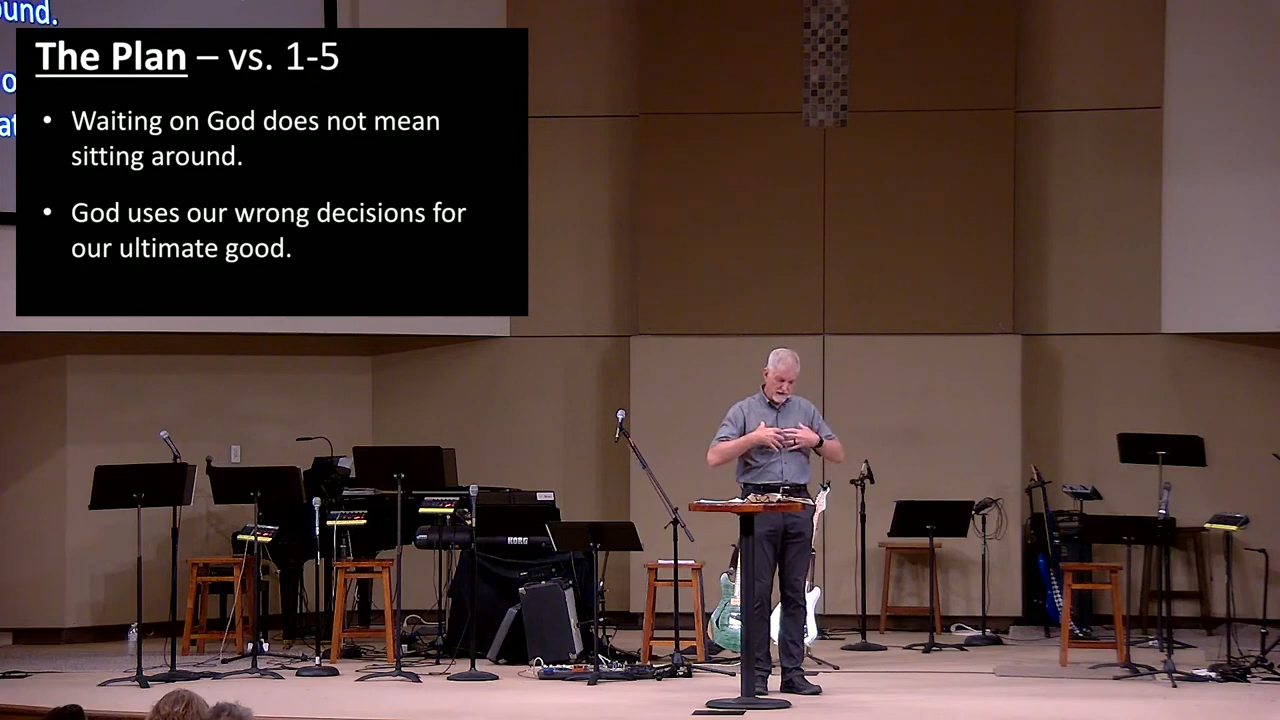 ound.
The Plan – vs. 1-5
• Waiting on God does not mean
sitting around.
• God uses our wrong decisions for
our ultimate good.
KORG